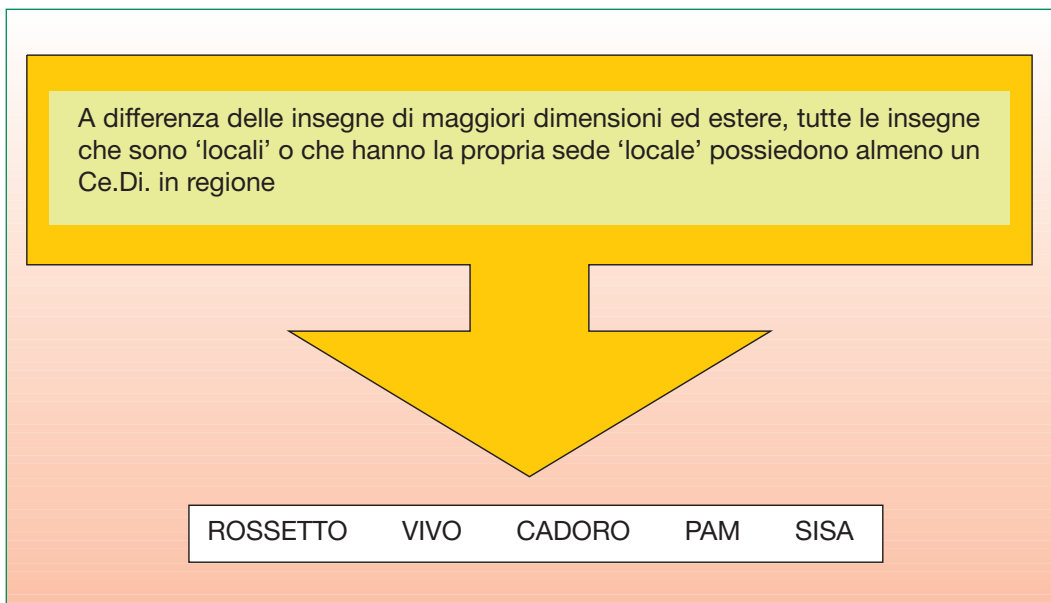 A differenza delle insegne di maggiori dimensioni ed estere, tutte le insegne
che sono ‘locali’ o che hanno la propria sede ‘locale’ possiedono almeno un
Ce.Di. in regione
ROSSETTO VIVO CADORO PAM SISA